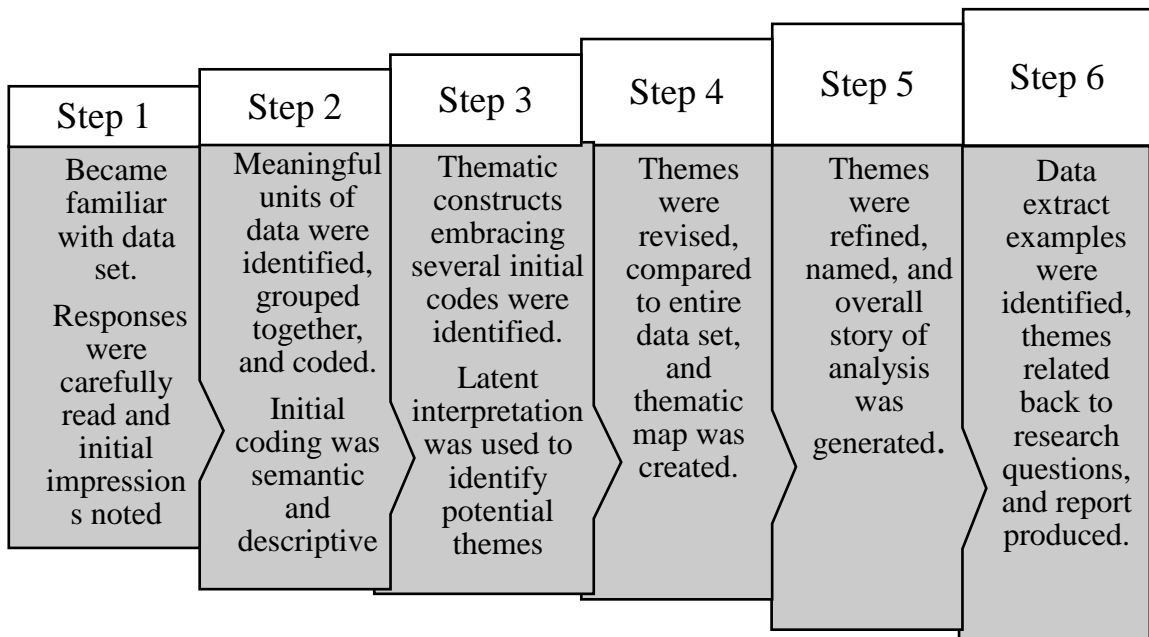 Step 1
Became
familiar
with data
set.
Responses
were
carefully
read and
initial
impression
s noted
Step 2
Meaningful
units of
data were
identified,
grouped
together,
and coded.
Initial
coding was
semantic
and
descriptive
Step 3
Thematic
constructs
embracing
several initial
codes were
identified.
Latent
interpretation
was used to
identify
potential
themes
Step 4
Themes
were
revised,
compared
to entire
data set,
and
thematic
map was
created.
Step 5
Themes
were
refined,
named, and
overall
story of
analysis
was
generated.
Step 6
Data
extract
examples
were
identified,
themes
related
back to
research
questions,
and report
produced.